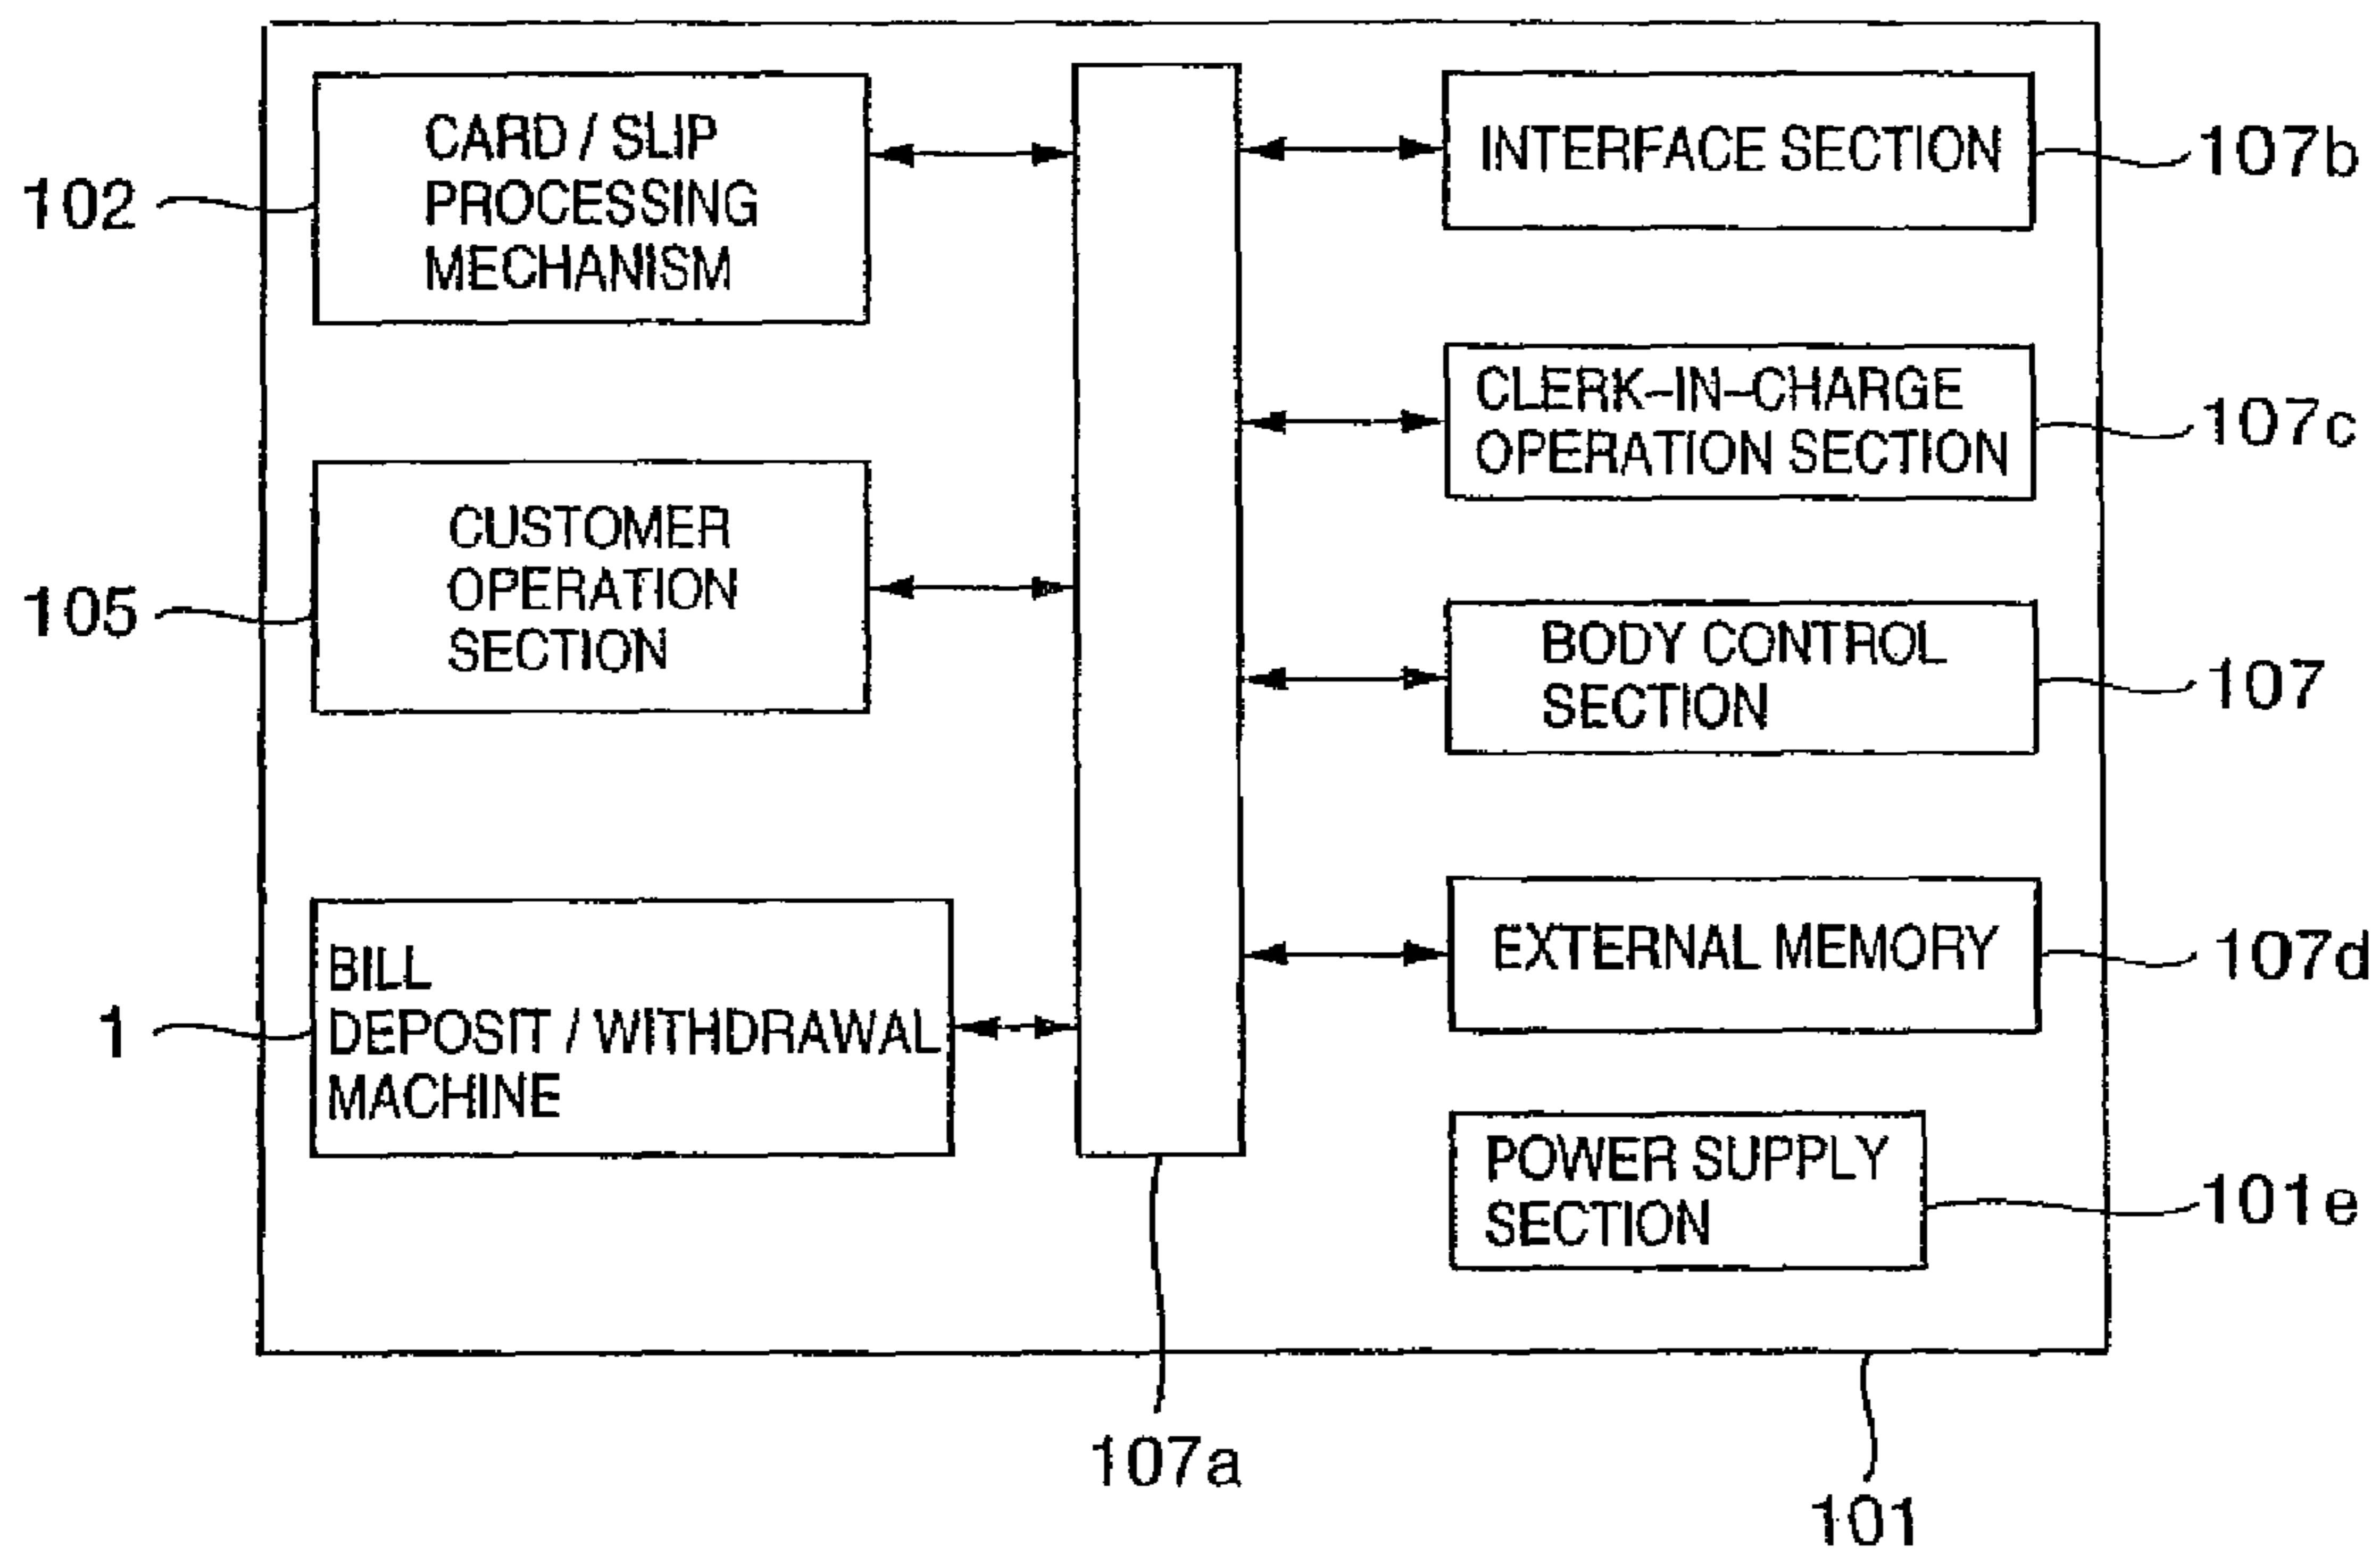 102
CARD / SLIP
PROCESSING
MECHANISM
105
CUSTOMER
OPERATION
SECTION
1
BILL
DEPOSIT / WITHDRAWAL
MACHINE
INTERFACE SECTION
107b
CLERK-IN-CHARGE
OPERATION SECTION
107c
BODY CONTROL
SECTION
107
EXTERNAL MEMORY
107d
POWER SUPPLY
SECTION
101e
107a
101